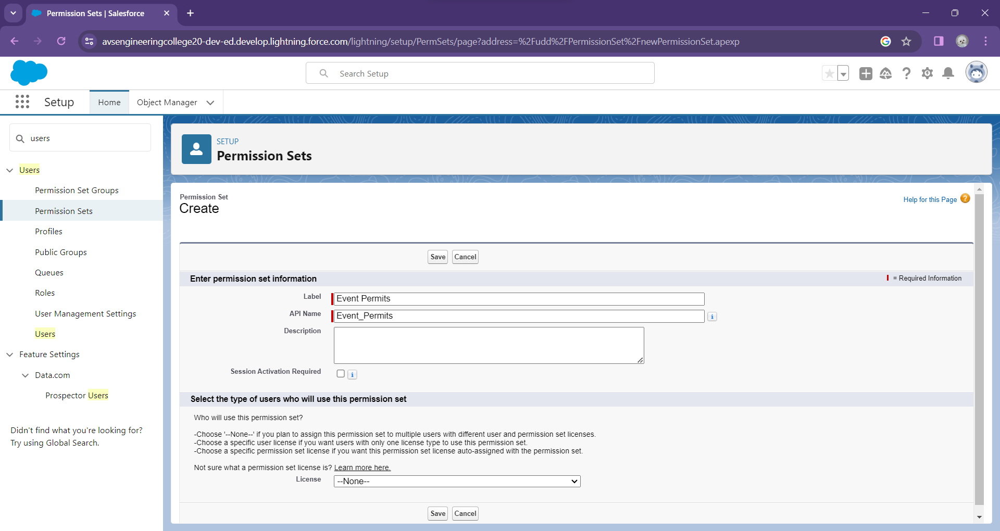 Permission Sets | Salesforce
avsengineeringcollege20-dev-ed.develop.lightning.force.com/lightning/setup/PermSets/page?address=%2Fudd%2FPermissionSet%2FnewPermissionSet.apexp
Search Setup
Setup
Home
Object Manager
users
Users
Permission Set Groups
Permission Sets
Profiles
Public Groups
Queues
Roles
User Management Settings
Users
Feature Settings
Data.com
Prospector Users
Didn't find what you're looking for?
Try using Global Search.
SETUP
Permission Sets
Permission Set
Create
Help for this Page
Save Cancel
Enter permission set information
= Required Information
Label Event Permits
API Name Event_Permits
Description
Session Activation Required
Select the type of users who will use this permission set
Who will use this permission set?
-Choose '--None--' if you plan to assign this permission set to multiple users with different user and permission set licenses.
-Choose a specific user license if you want users with only one license type to use this permission set.
-Choose a specific permission set license if you want this permission set license auto-assigned with the permission set.
Not sure what a permission set license is? Learn more here.
License --None--
Save Cancel